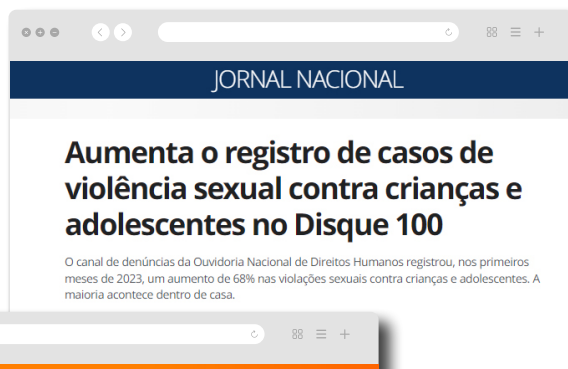 JORNAL NACIONAL
Aumenta o registro de casos de
violência sexual contra crianças e
adolescentes no Disque 100
O canal de denúncias da Ouvidoria Nacional de Direitos Humanos registrou, nos primeiros
meses de 2023, um aumento de 68% nas violações sexuais contra crianças e adolescentes. A
maioria acontece dentro de casa.